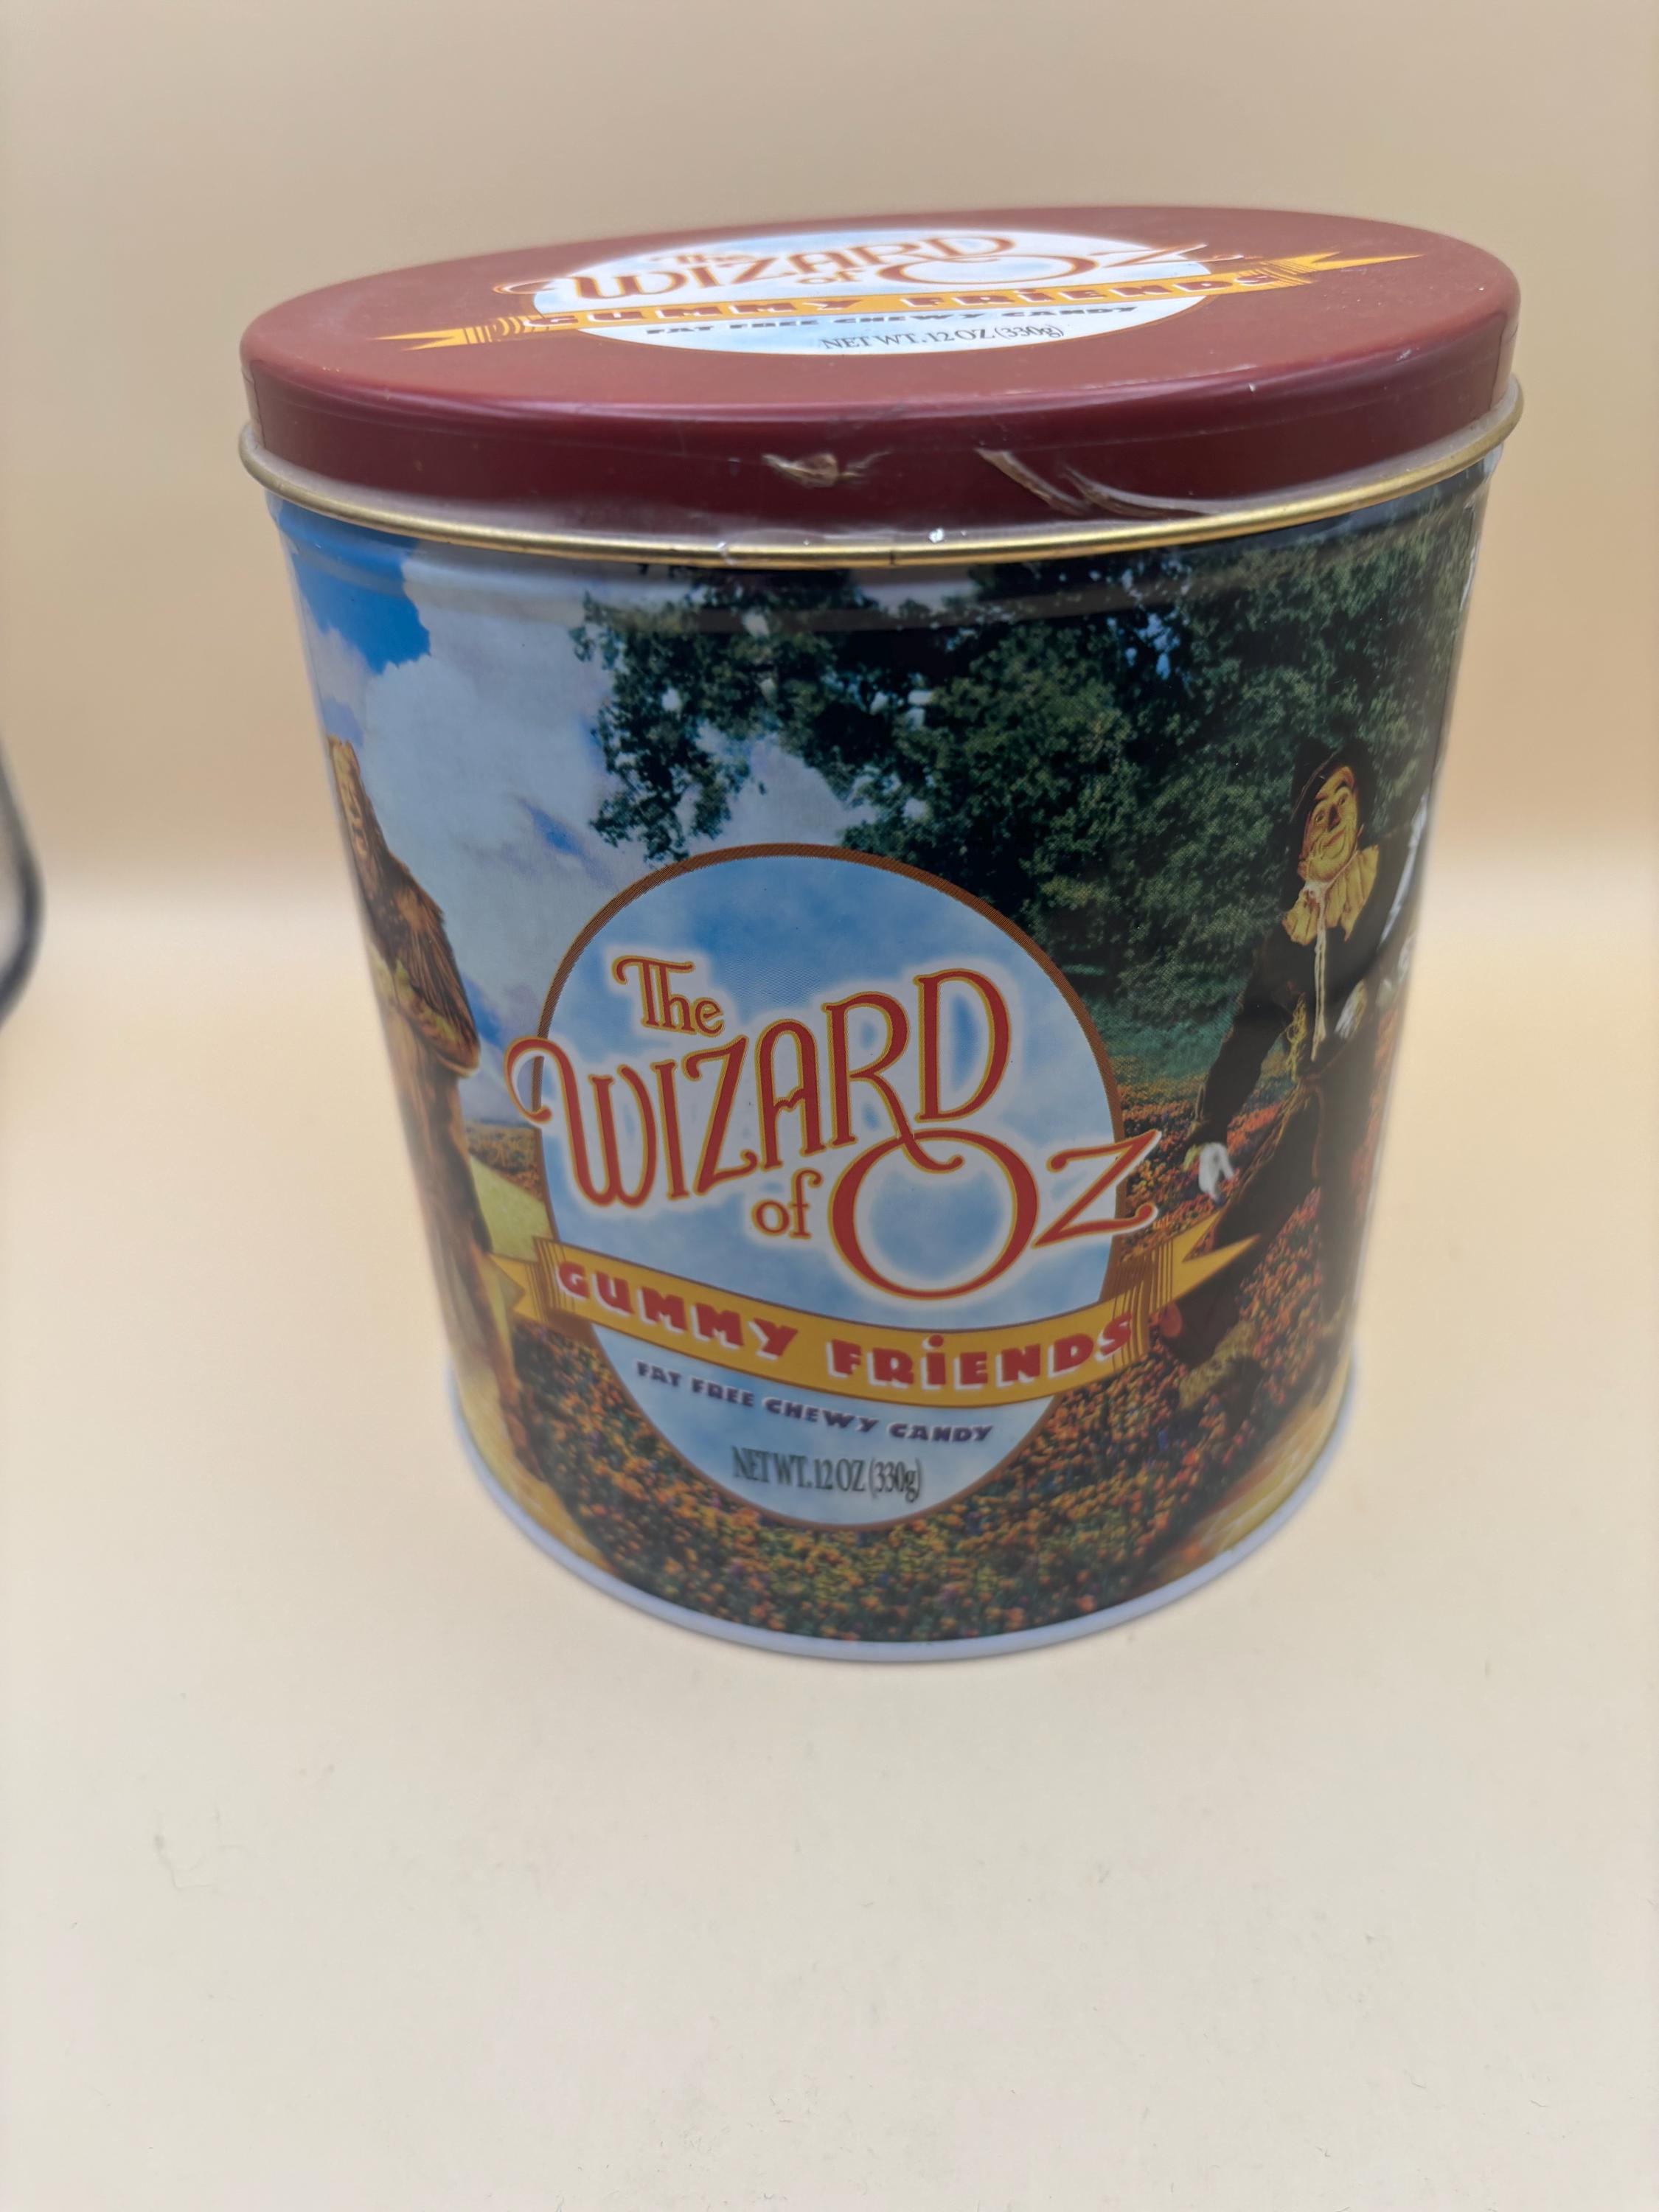 The
WIZARD
of OZ
GUMMY FRiENDS
FAT FREE CHEWY CANDY
NET WT. 12 OZ (330g)
The
WIZARD
of OZ
GUMMY FRiENDS
FAT FREE CHEWY CANDY
NET WT. 12 OZ (330g)